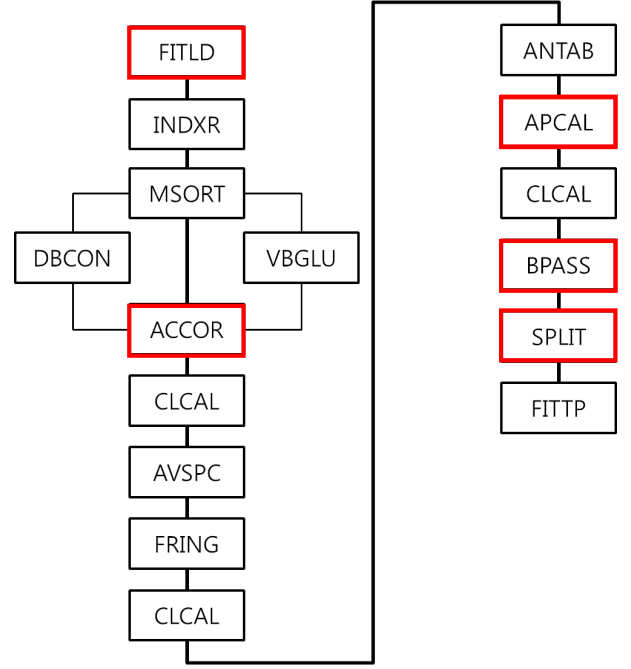 FITLD
INDXR
MSORT
DBCON
VBGLU
ACCOR
CLCAL
AVSPC
FRING
CLCAL
ANTAB
APCAL
CLCAL
BPASS
SPLIT
FITTP